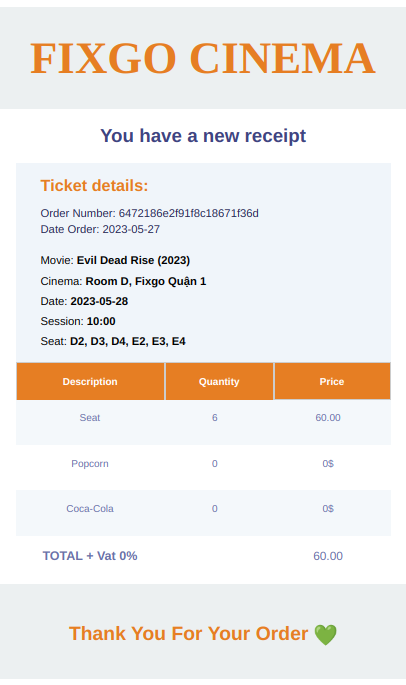 FIXGO CINEMA
You have a new receipt
Ticket details:
Order Number: 6472186e2f91f8c18671f36d
Date Order: 2023-05-27
Movie: Evil Dead Rise (2023)
Cinema: Room D, Fixgo Quận 1
Date: 2023-05-28
Session: 10:00
Seat: D2, D3, D4, E2, E3, E4
Description Quantity Price
Seat 6 60.00
Popcorn 0 0$
Coca-Cola 0 0$
TOTAL + Vat 0% 60.00
Thank You For Your Order 💚